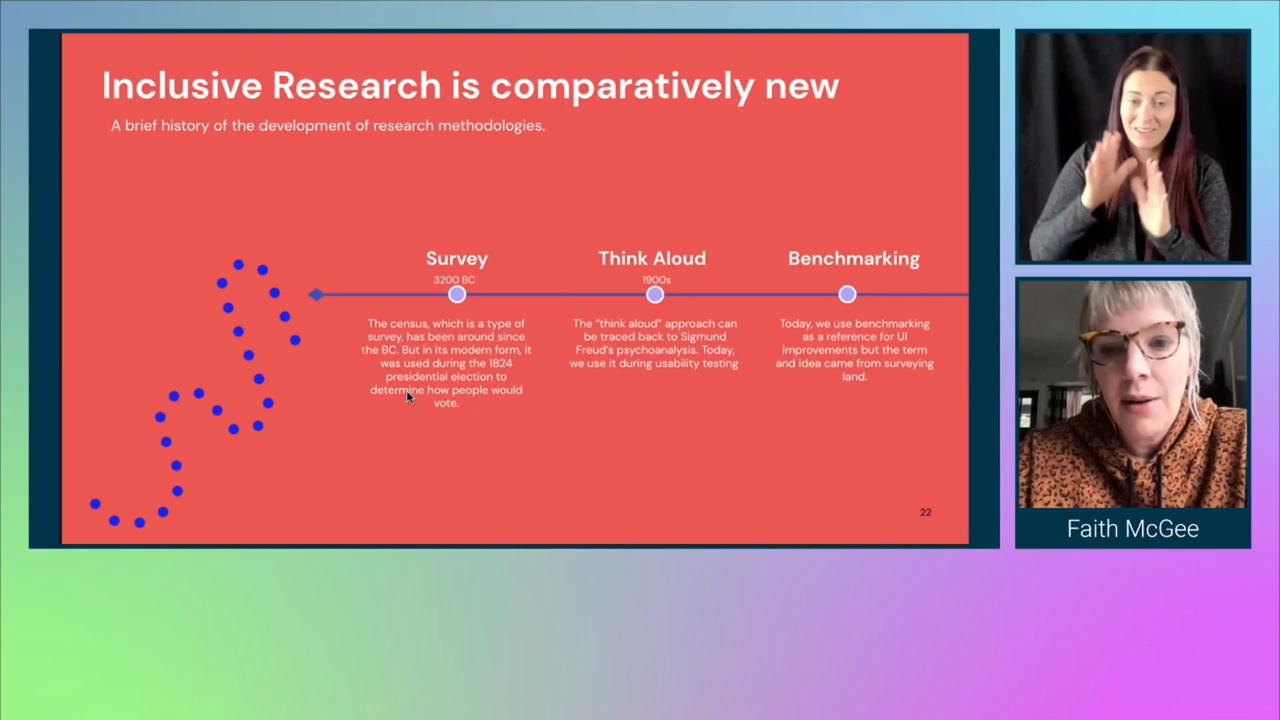 Inclusive Research is comparatively new
A brief history of the development of research methodologies.
Survey
3200 BC
The census, which is a type of
survey, has been around since
the BC. But in its modern form, it
was used during the 1824
presidential election to
determine how people would
vote.
Think Aloud
1900s
The “think aloud” approach can
be traced back to Sigmund
Freud’s psychoanalysis. Today,
we use it during usability testing
Benchmarking
Today, we use benchmarking
as a reference for UI
improvements but the term
and idea came from surveying
land.
22
Faith McGee